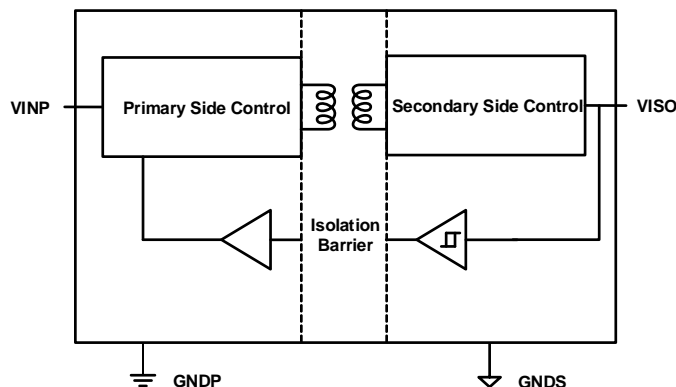 VINP
Primary Side Control
Secondary Side Control
VISO
Isolation
Barrier
GNDP
GNDS